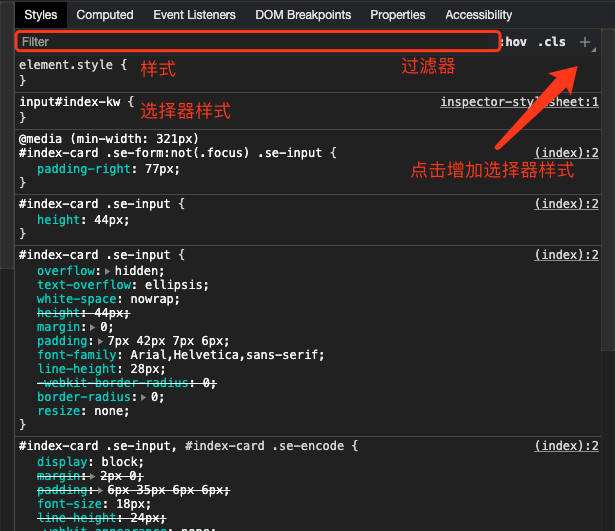 Styles Computed Event Listeners DOM Breakpoints Properties Accessibility
Filter 过滤器 :hov .cls +
element.style { 样式
}
input#index-kw { 选择器样式 inspector-stylesheet:1
}
@media (min-width: 321px)
#index-card .se-form:not(.focus) .se-input { (index):2
padding-right: 77px; 点击增加选择器样式
}
#index-card .se-input { (index):2
height: 44px;
}
#index-card .se-input { (index):2
overflow: hidden;
text-overflow: ellipsis;
white-space: nowrap;
height: 44px;
margin: 0;
padding: 7px 42px 7px 6px;
font-family: Arial,Helvetica,sans-serif;
line-height: 28px;
-webkit-border-radius: 0;
border-radius: 0;
resize: none;
}
#index-card .se-input, #index-card .se-encode { (index):2
display: block;
margin: 2px 0;
padding: 6px 35px 6px 6px;
font-size: 18px;
line-height: 24px;
-webkit-appearance: none;